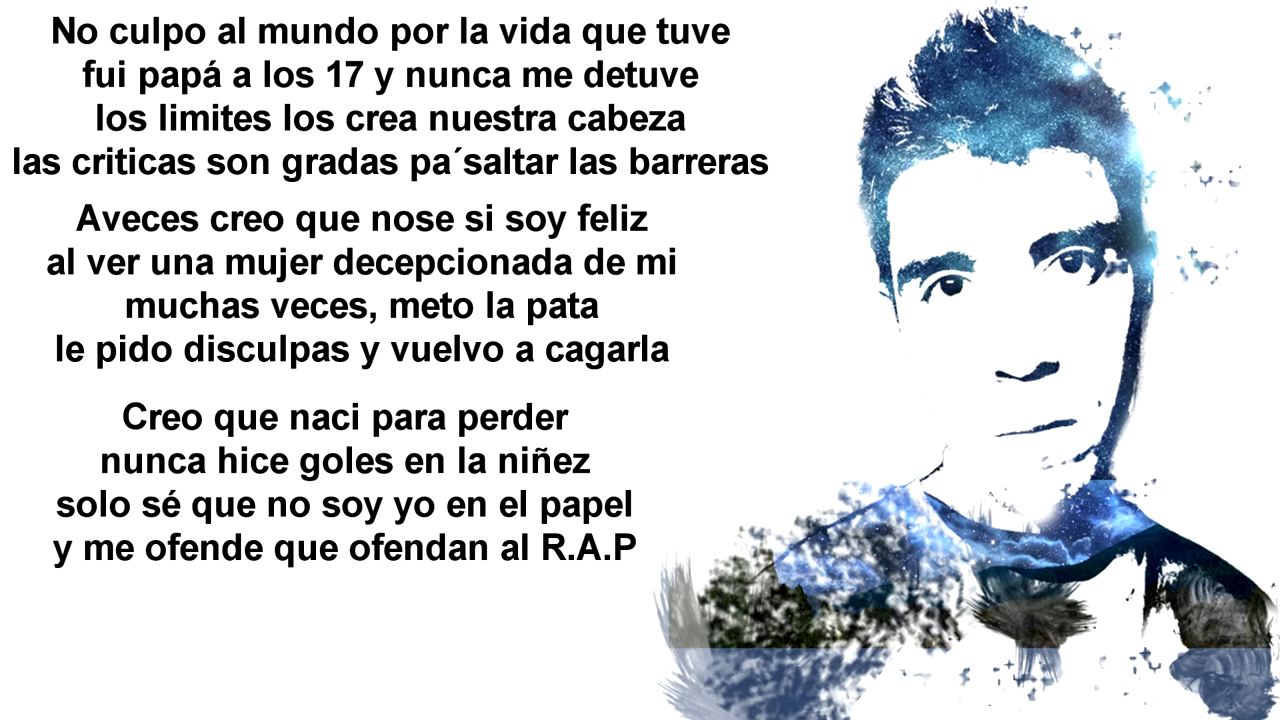 No culpo al mundo por la vida que tuve
fui papá a los 17 y nunca me detuve
los limites los crea nuestra cabeza
las criticas son gradas pa´saltar las barreras
Aveces creo que nose si soy feliz
al ver una mujer decepcionada de mi
muchas veces, meto la pata
le pido disculpas y vuelvo a cagarla
Creo que naci para perder
nunca hice goles en la niñez
solo sé que no soy yo en el papel
y me ofende que ofendan al R.A.P